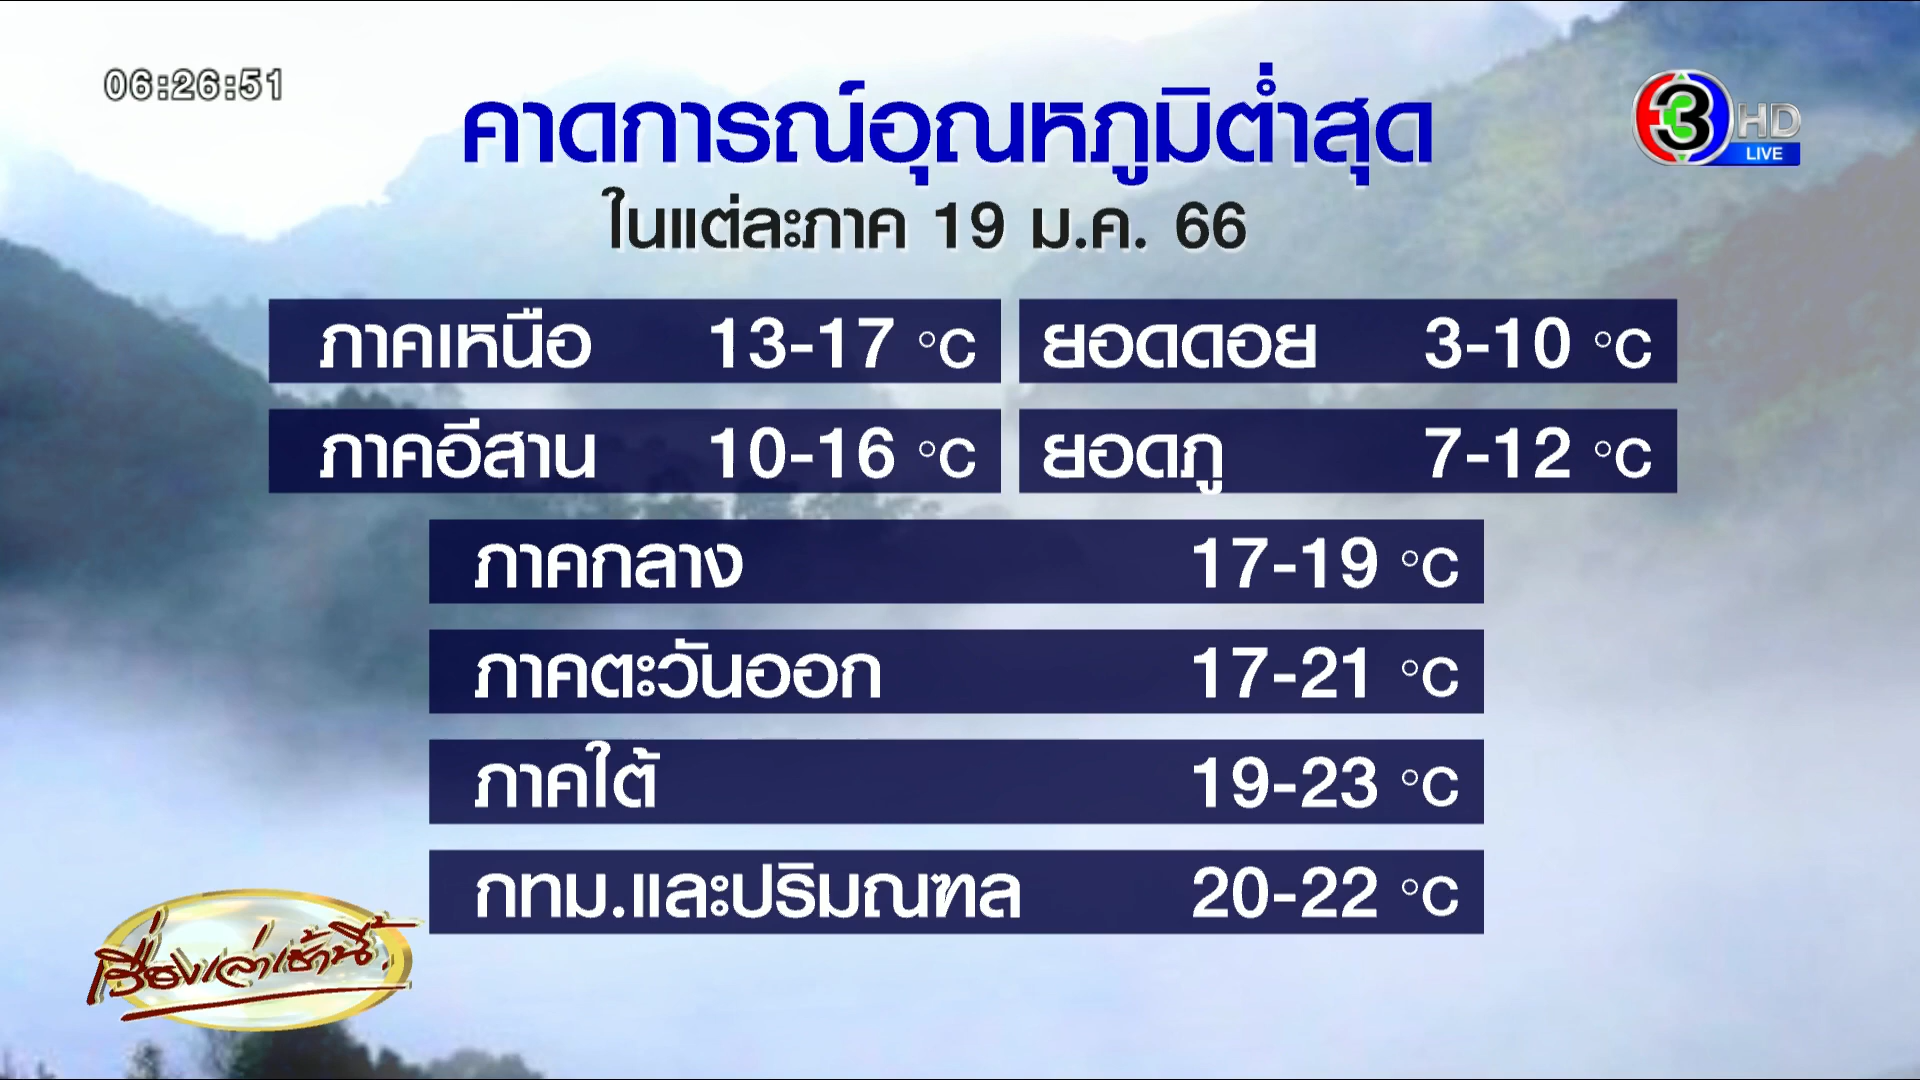 06:26:51
คาดการณ์อุณหภูมิต่ำสุด
3 HD
LIVE
ในแต่ละภาค 19 ม.ค. 66
ภาคเหนือ 13-17 °C
ยอดดอย 3-10 °C
ภาคอีสาน 10-16 °C
ยอดภู 7-12 °C
ภาคกลาง 17-19 °C
ภาคตะวันออก 17-21 °C
ภาคใต้ 19-23 °C
กทม.และปริมณฑล 20-22 °C
เรื่องเล่าเช้านี้